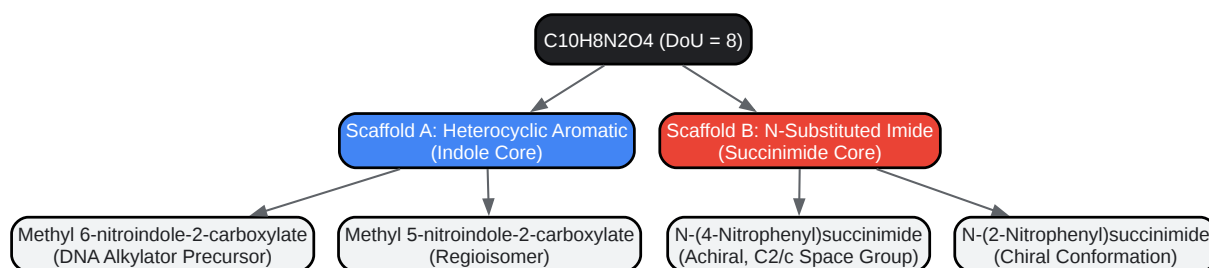 C10H8N2O4 (DoU = 8)
Scaffold A: Heterocyclic Aromatic
(Indole Core)
Scaffold B: N-Substituted Imide
(Succinimide Core)
Methyl 6-nitroindole-2-carboxylate
(DNA Alkylator Precursor)
Methyl 5-nitroindole-2-carboxylate
(Regioisomer)
N-(4-Nitrophenyl)succinimide
(Achiral, C2/c Space Group)
N-(2-Nitrophenyl)succinimide
(Chiral Conformation)